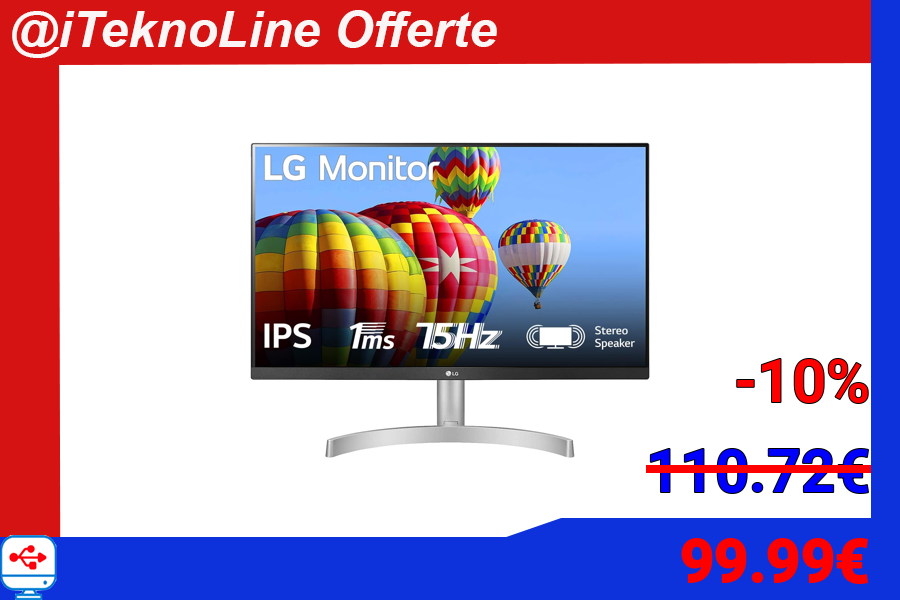 @iTeknoLine Offerte
LG Monitor
IPS
1ms
75Hz
Stereo
Speaker
LG
-10%
110.72€
99.99€